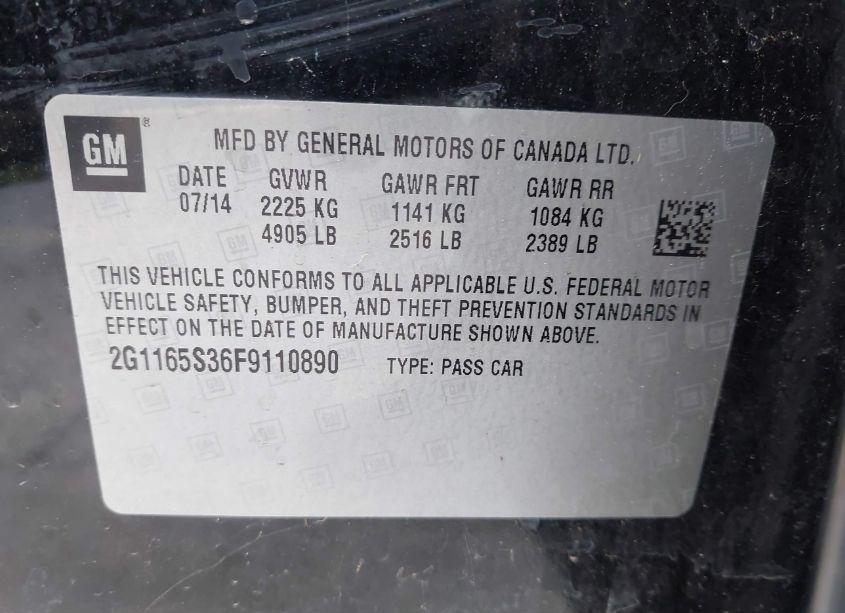 GM ®
MFD BY GENERAL MOTORS OF CANADA LTD.
DATE GVWR GAWR FRT GAWR RR
07/14 2225 KG 1141 KG 1084 KG
4905 LB 2516 LB 2389 LB
THIS VEHICLE CONFORMS TO ALL APPLICABLE U.S. FEDERAL MOTOR
VEHICLE SAFETY, BUMPER, AND THEFT PREVENTION STANDARDS IN
EFFECT ON THE DATE OF MANUFACTURE SHOWN ABOVE.
2G1165S36F9110890 TYPE: PASS CAR